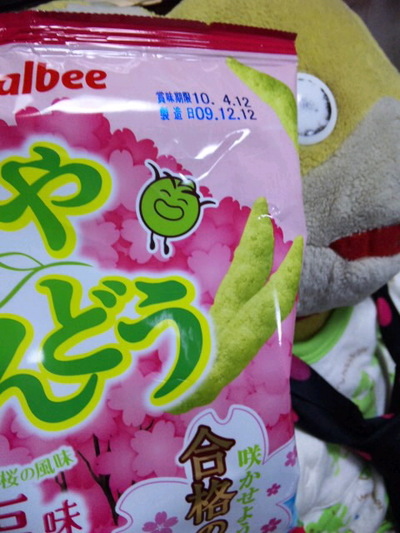 albee
賞味期限10. 4.12
製造日09.12.12
や
んどう
桜の風味
味
咲かせよう
合格の